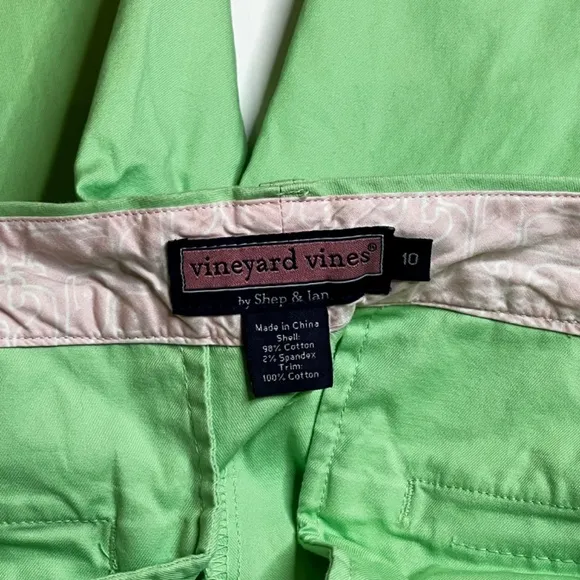 vineyard vines®
10
by Shep & Ian
Made in China
Shell:
98% Cotton
2% Spandex
Trim:
100% Cotton